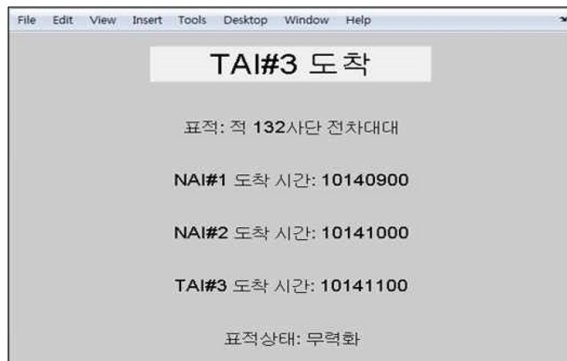 File Edit View Insert Tools Desktop Window Help
TAI#3 도착
표적: 적 132사단 전차대대
NAI#1 도착 시간: 10140900
NAI#2 도착 시간: 10141000
TAI#3 도착 시간: 10141100
표적상태: 무력화